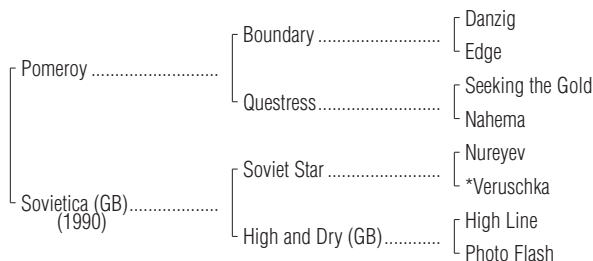 Danzig
Boundary ..............................
Edge
Pomeroy ...............................
Seeking the Gold
Questress..............................
Nahema
Nureyev
Soviet Star ............................
*Veruschka
Sovietica (GB)......................
(1990)
High Line
High and Dry (GB)..............
Photo Flash